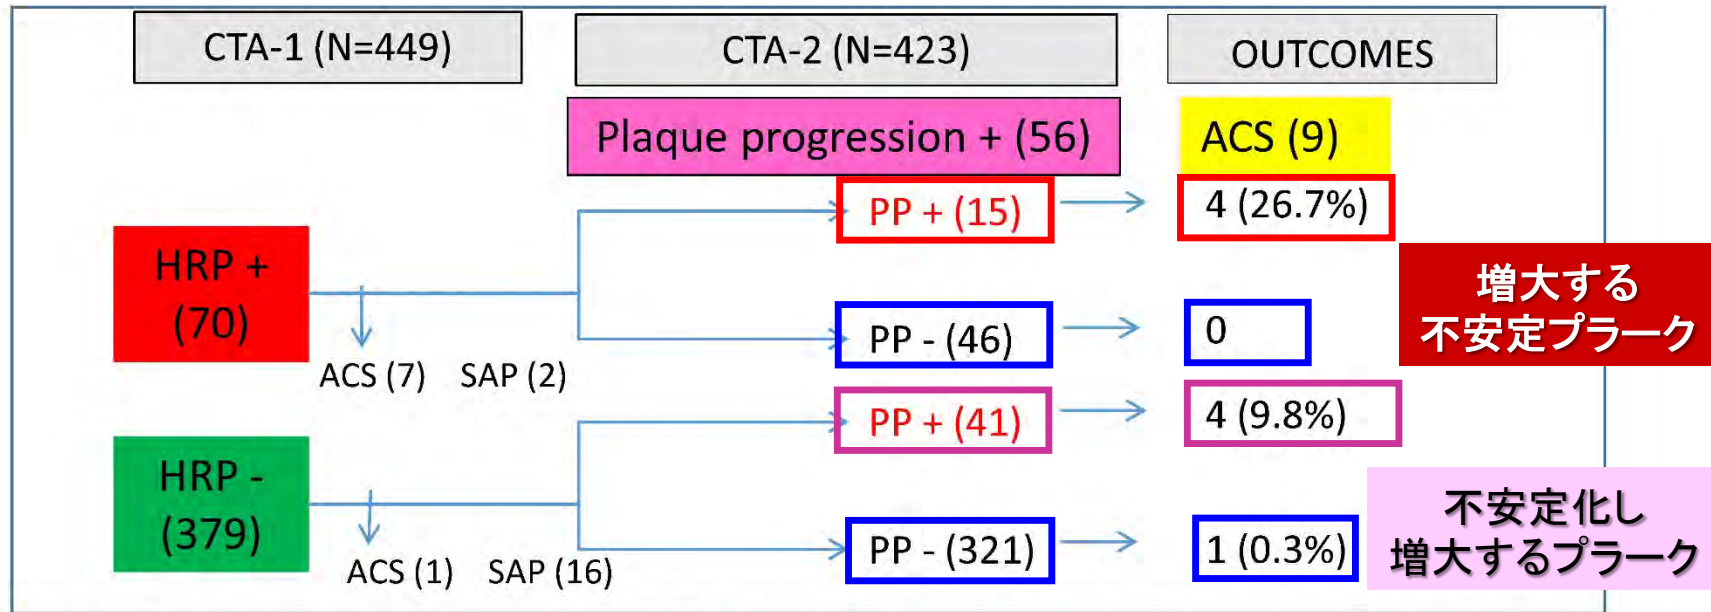 CTA-1 (N=449)
CTA-2 (N=423)
OUTCOMES
Plaque progression + (56)
ACS (9)
HRP +
(70)
ACS (7) SAP (2)
PP + (15)
4 (26.7%)
PP - (46)
0
増大する
不安定プラーク
HRP -
(379)
ACS (1) SAP (16)
PP + (41)
4 (9.8%)
PP - (321)
1 (0.3%)
不安定化し
増大するプラーク